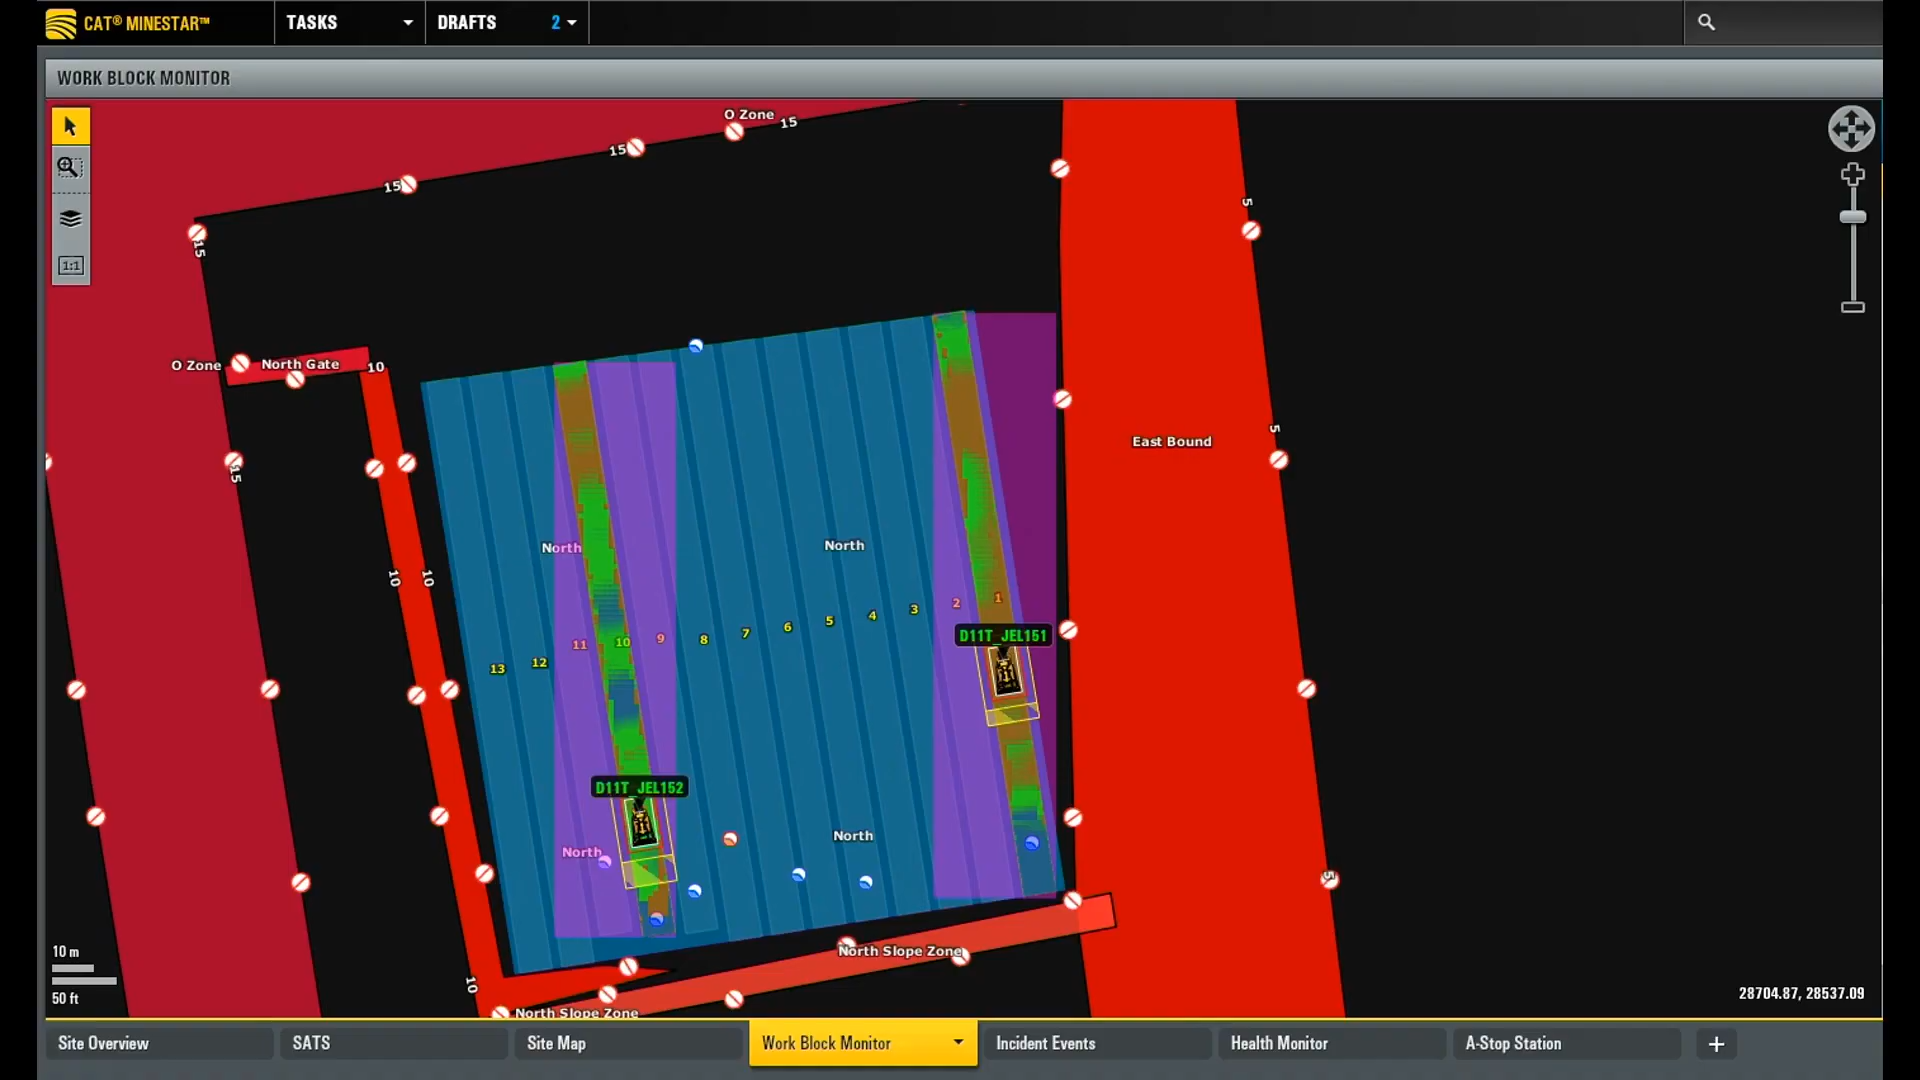 CAT® MINESTAR™
TASKS
DRAFTS
2
WORK BLOCK MONITOR
O Zone
15
15
15
15
5
O Zone
North Gate
10
5
East Bound
15
North
North
10
10
1
2
3
4
5
6
7
8
9
10
11
12
13
D11T_JEL151
D11T_JEL152
North
North
5
10 m
50 ft
10
North Slope Zone
North Slope Zone
28704.87, 28537.09
Site Overview
SATS
Site Map
Work Block Monitor
Incident Events
Health Monitor
A-Stop Station
1:1